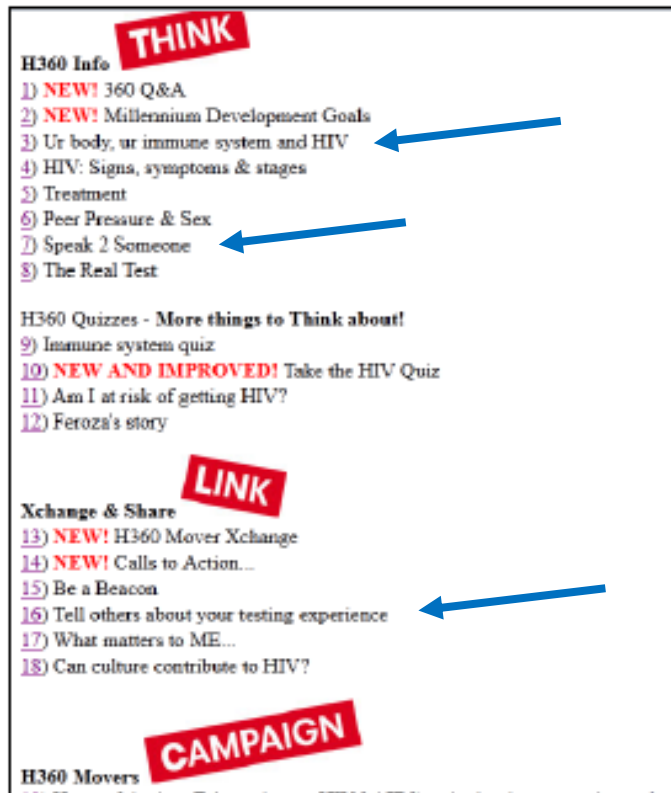 THINK
H360 Info
1) NEW! 360 Q&A
2) NEW! Millennium Development Goals
3) Ur body, ur immune system and HIV
4) HIV: Signs, symptoms & stages
5) Treatment
6) Peer Pressure & Sex
7) Speak 2 Someone
8) The Real Test
H360 Quizzes - More things to Think about!
9) Immune system quiz
10) NEW AND IMPROVED! Take the HIV Quiz
11) Am I at risk of getting HIV?
12) Feroza's story
LINK
Xchange & Share
13) NEW! H360 Mover Xchange
14) NEW! Calls to Action...
15) Be a Beacon
16) Tell others about your testing experience
17) What matters to ME...
18) Can culture contribute to HIV?
CAMPAIGN
H360 Movers